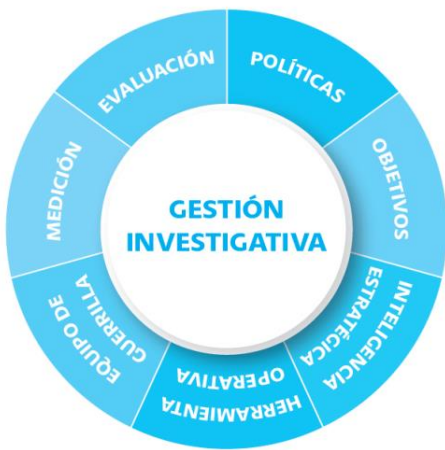 GESTIÓN
INVESTIGATIVA
POLÍTICAS
OBJETIVOS
INTELIGENCIA
ESTRATÉGICA
HERRAMIENTA
OPERATIVA
EQUIPO DE
GUERRILLA
MEDICIÓN
EVALUACIÓN